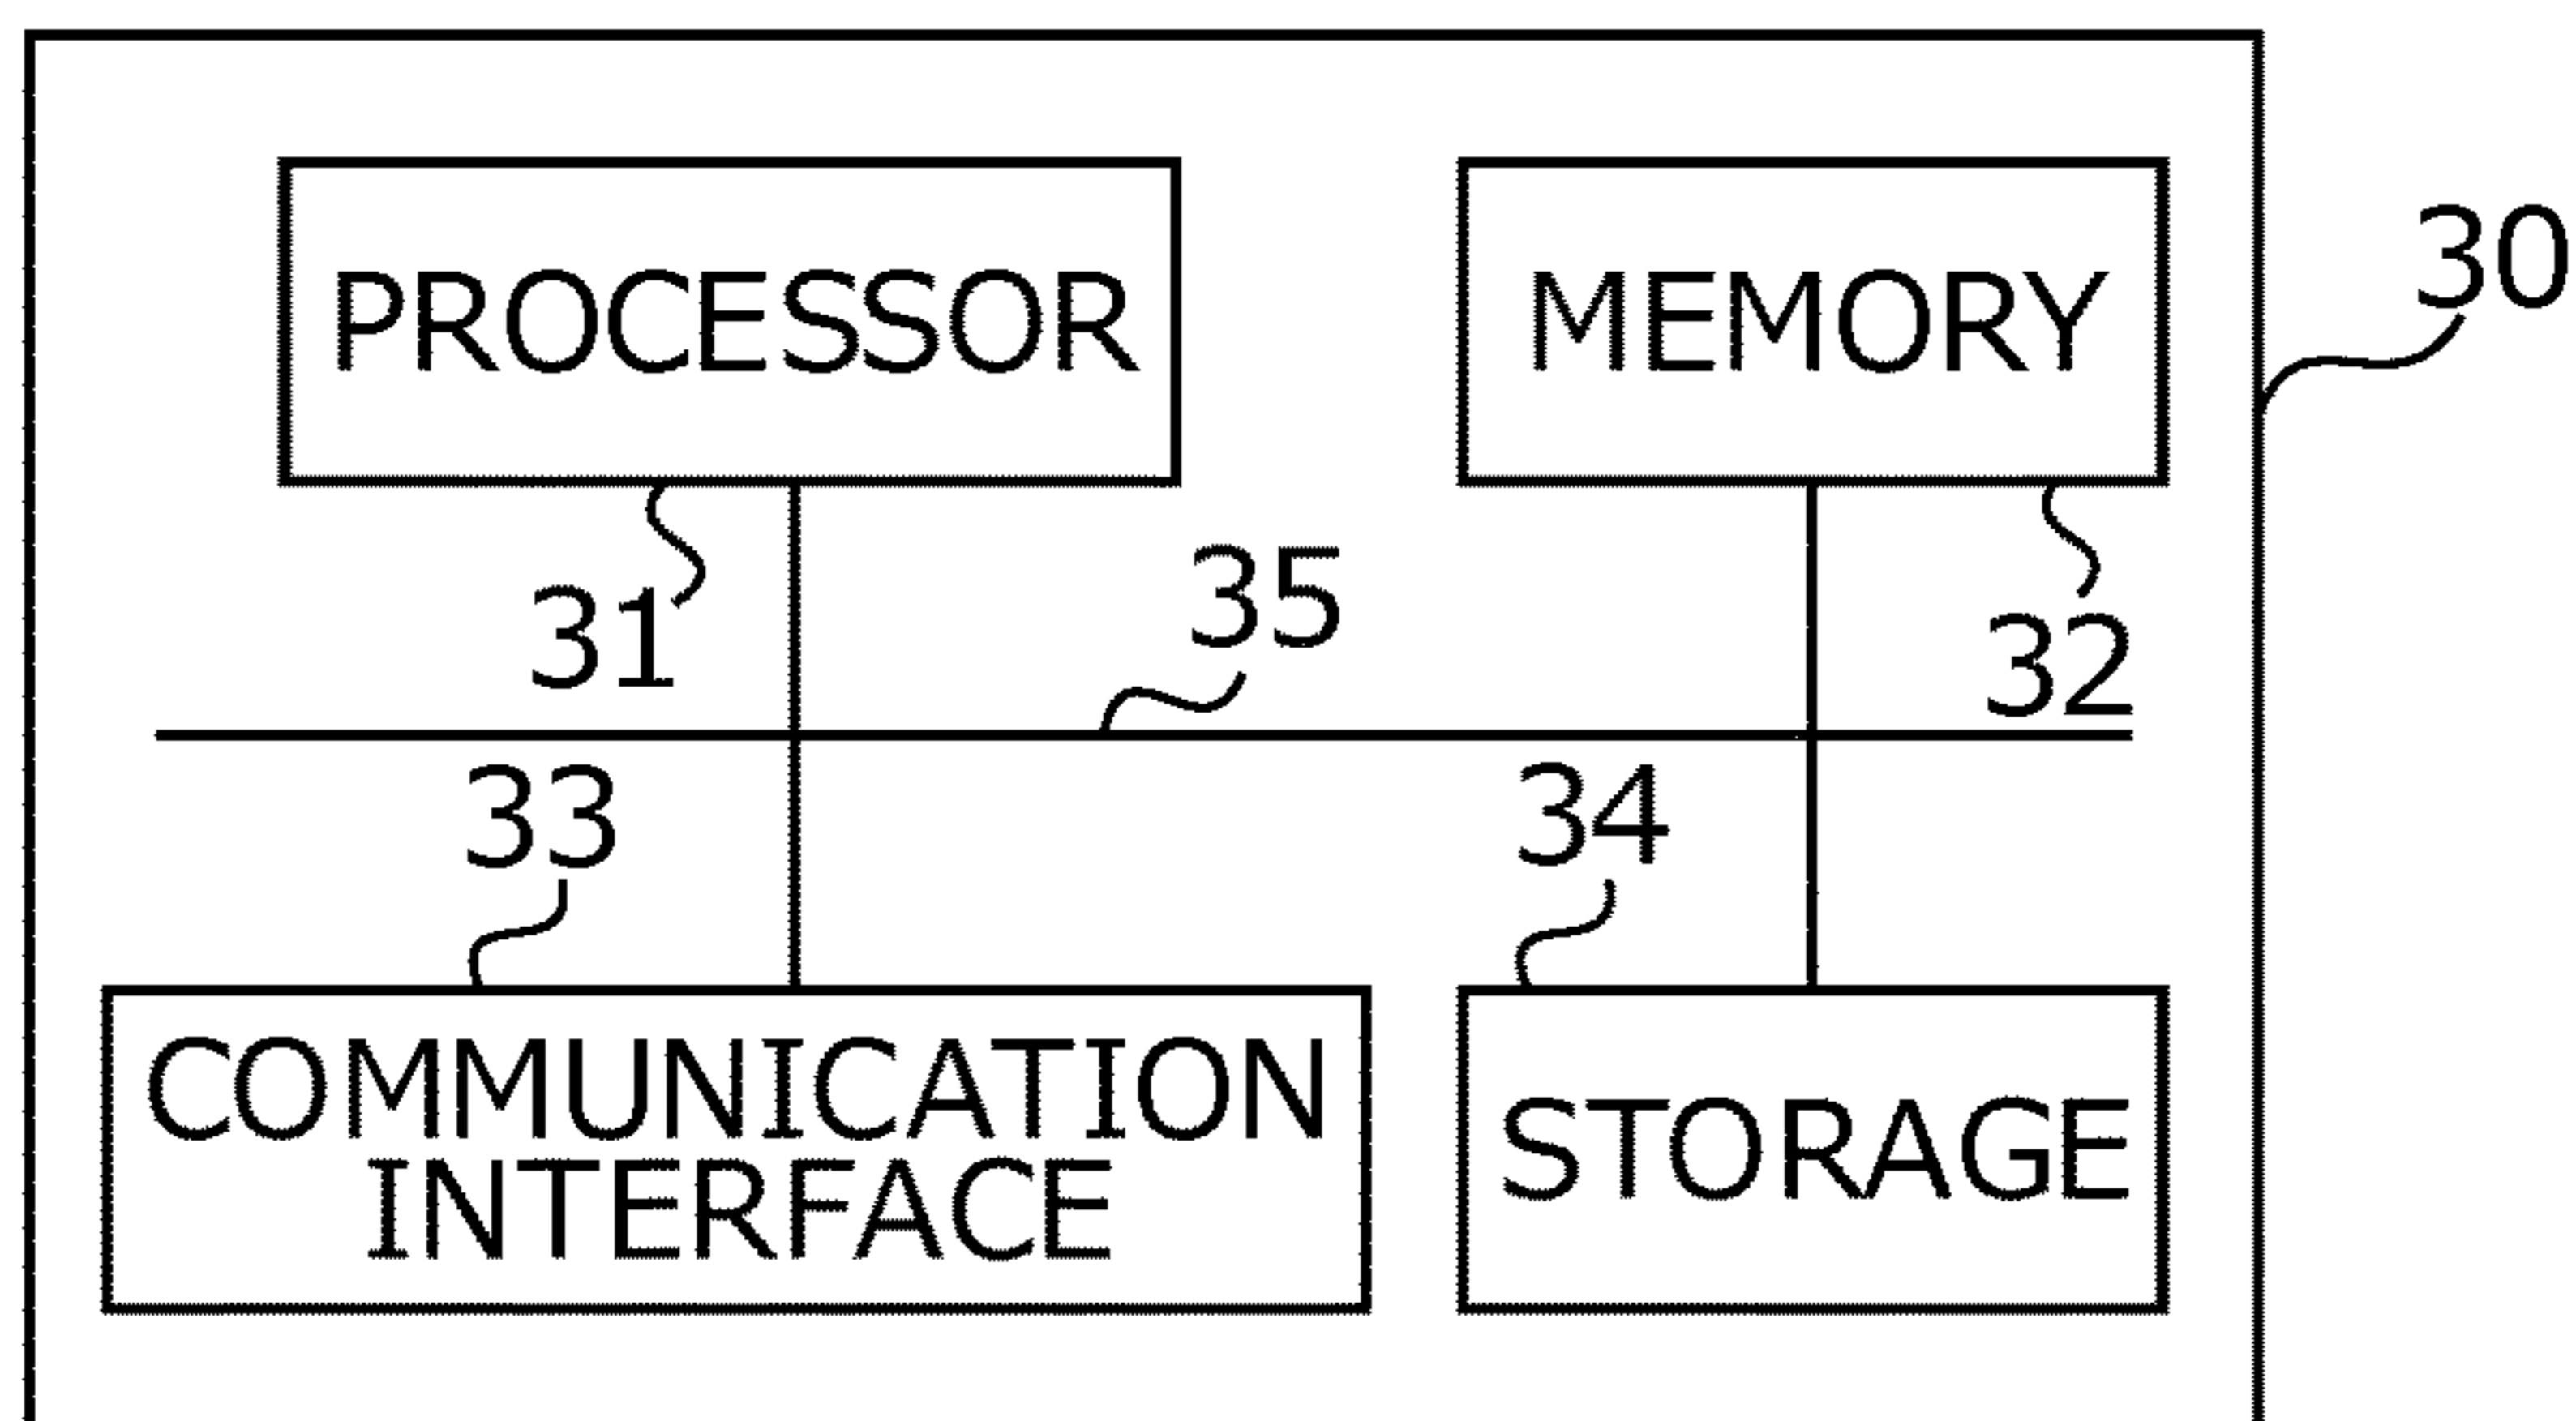 PROCESSOR
MEMORY
30
31
35
32
33
34
COMMUNICATION
INTERFACE
STORAGE